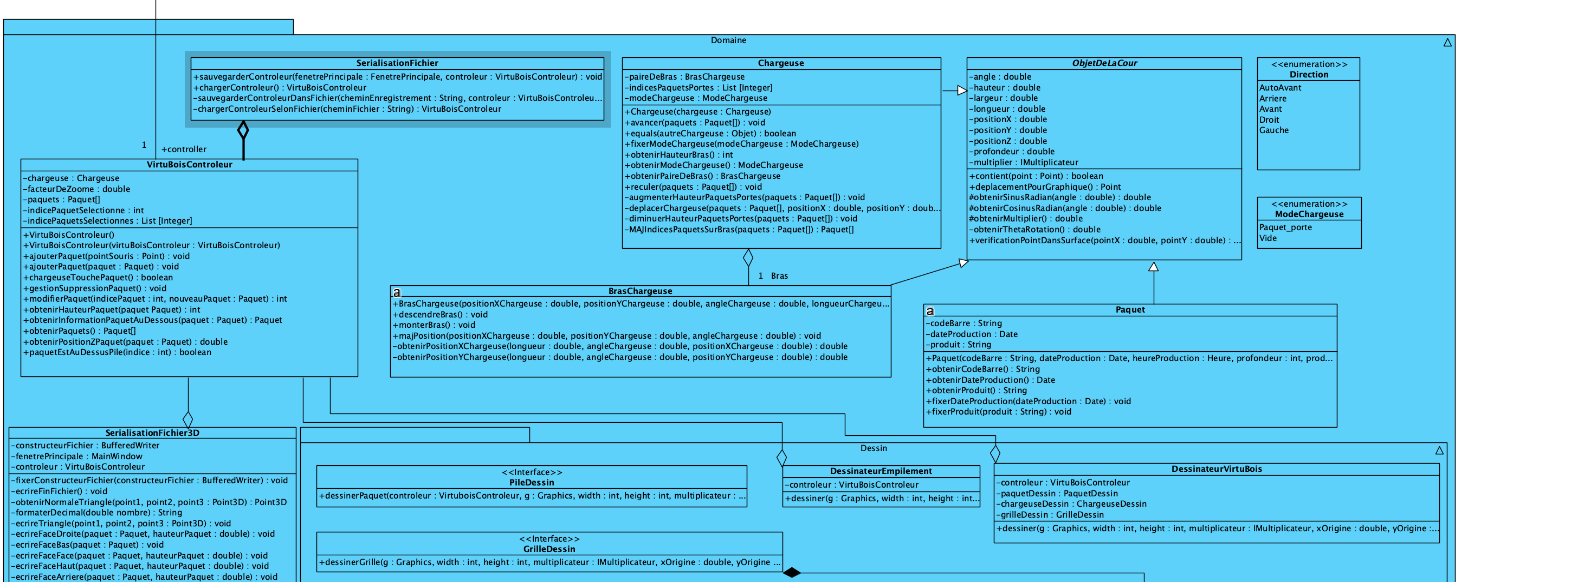 Domaine
SerialisationFichier
+sauvegarderControleur(fenetrePrincipale : FenetrePrincipale, controleur : VirtuBoisControleur) : void
+chargerControleur() : VirtuBoisControleur
-sauvegarderControleurDansFichier(cheminEnregistrement : String, controleur : VirtuBoisControleu...
-chargerControleurSelonFichier(cheminFichier : String) : VirtuBoisControleur
1
+controller
VirtuBoisControleur
-chargeuse : Chargeuse
-facteurDeZoome : double
-paquets : Paquet[]
-indicePaquetSelectionne : int
-indicePaquetsSelectionnes : List [Integer]
+VirtuBoisControleur()
+VirtuBoisControleur(virtuBoisControleur : VirtuBoisControleur)
+ajouterPaquet(pointSouris : Point) : void
+ajouterPaquet(paquet : Paquet) : void
+chargeuseTouchePaquet() : boolean
+gestionSuppressionPaquet() : void
+modifierPaquet(indicePaquet : int, nouveauPaquet : Paquet) : int
+obtenirHauteurPaquet(paquet Paquet) : int
+obtenirInformationPaquetAuDessous(paquet : Paquet) : Paquet
+obtenirPaquets() : Paquet[]
+obtenirPositionZPaquet(paquet : Paquet) : double
+paquetEstAuDessusPile(indice : int) : boolean
Chargeuse
-paireDeBras : BrasChargeuse
-indicesPaquetsPortes : List [Integer]
-modeChargeuse : ModeChargeuse
+Chargeuse(chargeuse : Chargeuse)
+avancer(paquets : Paquet[]) : void
+equals(autreChargeuse : Objet) : boolean
+fixerModeChargeuse(modeChargeuse : ModeChargeuse)
+obtenirHauteurBras() : int
+obtenirModeChargeuse() : ModeChargeuse
+obtenirPaireDeBras() : BrasChargeuse
+reculer(paquets : Paquet[]) : void
-augmenterHauteurPaquetsPortes(paquets : Paquet[]) : void
-deplacerChargeuse(paquets : Paquet[], positionX : double, positionY : doub...
-diminuerHauteurPaquetsPortes(paquets : Paquet[]) : void
-MAJIndicesPaquetsSurBras(paquets : Paquet[]) : Paquet[]
ObjetDeLaCour
-angle : double
-hauteur : double
-largeur : double
-longueur : double
-positionX : double
-positionY : double
-positionZ : double
-profondeur : double
-multiplier : IMultiplicateur
+contient(point : Point) : boolean
+deplacementPourGraphique() : Point
#obtenirSinusRadian(angle : double) : double
#obtenirCosinusRadian(angle : double) : double
#obtenirMultiplier() : double
-obtenirThetaRotation() : double
+verificationPointDansSurface(pointX : double, pointY : double) : ...
<<enumeration>>
Direction
AutoAvant
Arriere
Avant
Droit
Gauche
<<enumeration>>
ModeChargeuse
Paquet_porte
Vide
1 Bras
a
BrasChargeuse
+BrasChargeuse(positionXChargeuse : double, positionYChargeuse : double, angleChargeuse : double, longueurChargeu...
+descendreBras() : void
+monterBras() : void
+majPosition(positionXChargeuse : double, positionYChargeuse : double, angleChargeuse : double) : void
-obtenirPositionXChargeuse(longeur : double, angleChargeuse : double, positionXChargeuse : double) : double
-obtenirPositionYChargeuse(longeur : double, angleChargeuse : double, positionYChargeuse : double) : double
a
Paquet
-codeBarre : String
-dateProduction : Date
-produit : String
+Paquet(codeBarre : String, dateProduction : Date, heureProduction : Heure, profondeur : int, prod...
+obtenirCodeBarre() : String
+obtenirDateProduction() : Date
+obtenirProduit() : String
+fixerDateProduction(dateProduction : Date) : void
+fixerProduit(produit : String) : void
SerialisationFichier3D
-constructeurFichier : BufferedWriter
-fenetrePrincipale : MainWindow
-controleur : VirtuBoisControleur
-fixerConstructeurFichier(constructeurFichier : BufferedWriter) : void
-ecrireFinFichier() : void
-obtenirNormaleTriangle(point1, point2, point3 : Point3D) : Point3D
-formaterDecimal(double nombre) : String
-ecrireTriangle(point1, point2, point3 : Point3D) : void
-ecrireFaceDroite(paquet : Paquet, hauteurPaquet : double) : void
-ecrireFaceBas(paquet : Paquet) : void
-ecrireFaceFace(paquet : Paquet, hauteurPaquet : double) : void
-ecrireFaceHaut(paquet : Paquet, hauteurPaquet : double) : void
-ecrireFaceArriere(paquet : Paquet, hauteurPaquet : double) : void
Dessin
<<Interface>>
PileDessin
+dessinerPaquet(controleur : VirtuboisControleur, g : Graphics, width : int, height : int, multiplicateur : ...
DessinateurEmpilement
-controleur : VirtuBoisControleur
+dessiner(g : Graphics, width : int, height : int...
DessinateurVirtuBois
-controleur : VirtuBoisControleur
-paquetDessin : PaquetDessin
-chargeuseDessin : ChargeuseDessin
-grilleDessin : GrilleDessin
+dessiner(g : Graphics, width : int, height : int, multiplicateur : IMultiplicateur, xOrigine : double, yOrigine :...
<<Interface>>
GrilleDessin
+dessinerGrille(g : Graphics, width : int, height : int, multiplicateur : IMultiplicateur, xOrigine : double, yOrigine ...